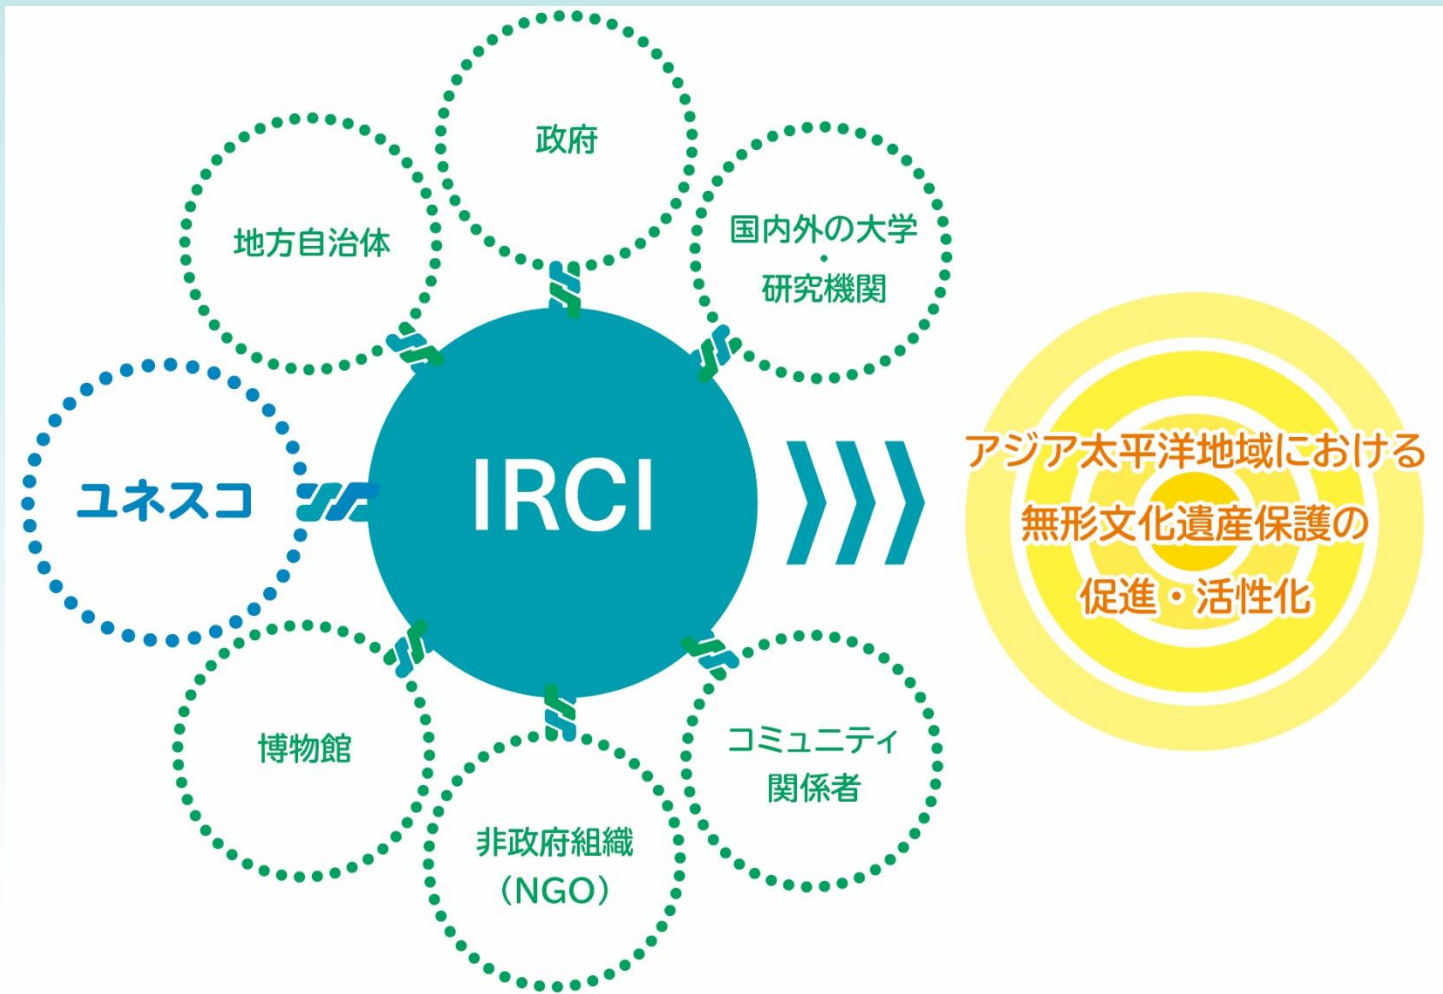 政府
地方自治体
国内外の大学
・
研究機関
ユネスコ
IRCI
アジア太平洋地域における
無形文化遺産保護の
促進・活性化
博物館
非政府組織
（NGO）
コミュニティ
関係者